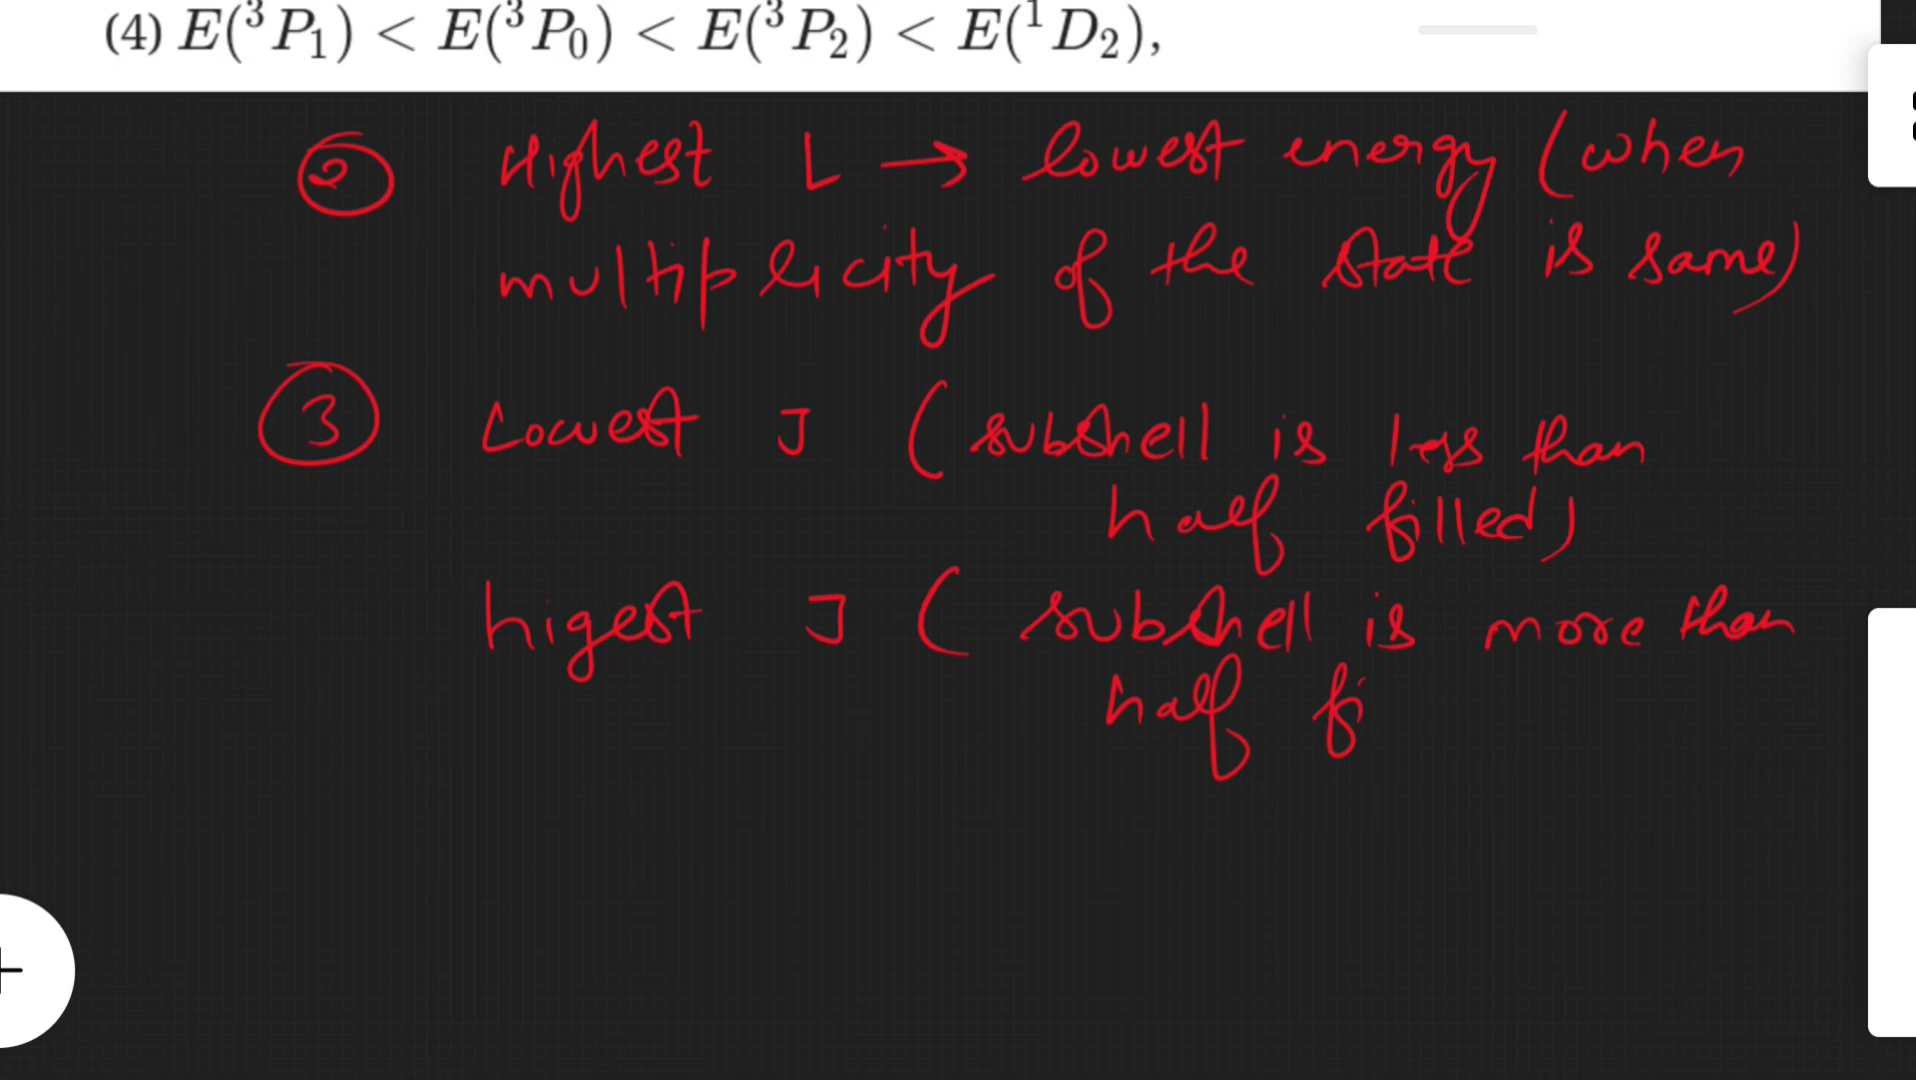 (4) E(³P₁) < E(³P₀) < E(³P₂) < E(¹D₂),
② Highest L → lowest energy (when
multiplicity of the state is same)
③ Lowest J (subshell is less than
half filled)
higest J ( subshell is more than
half fi